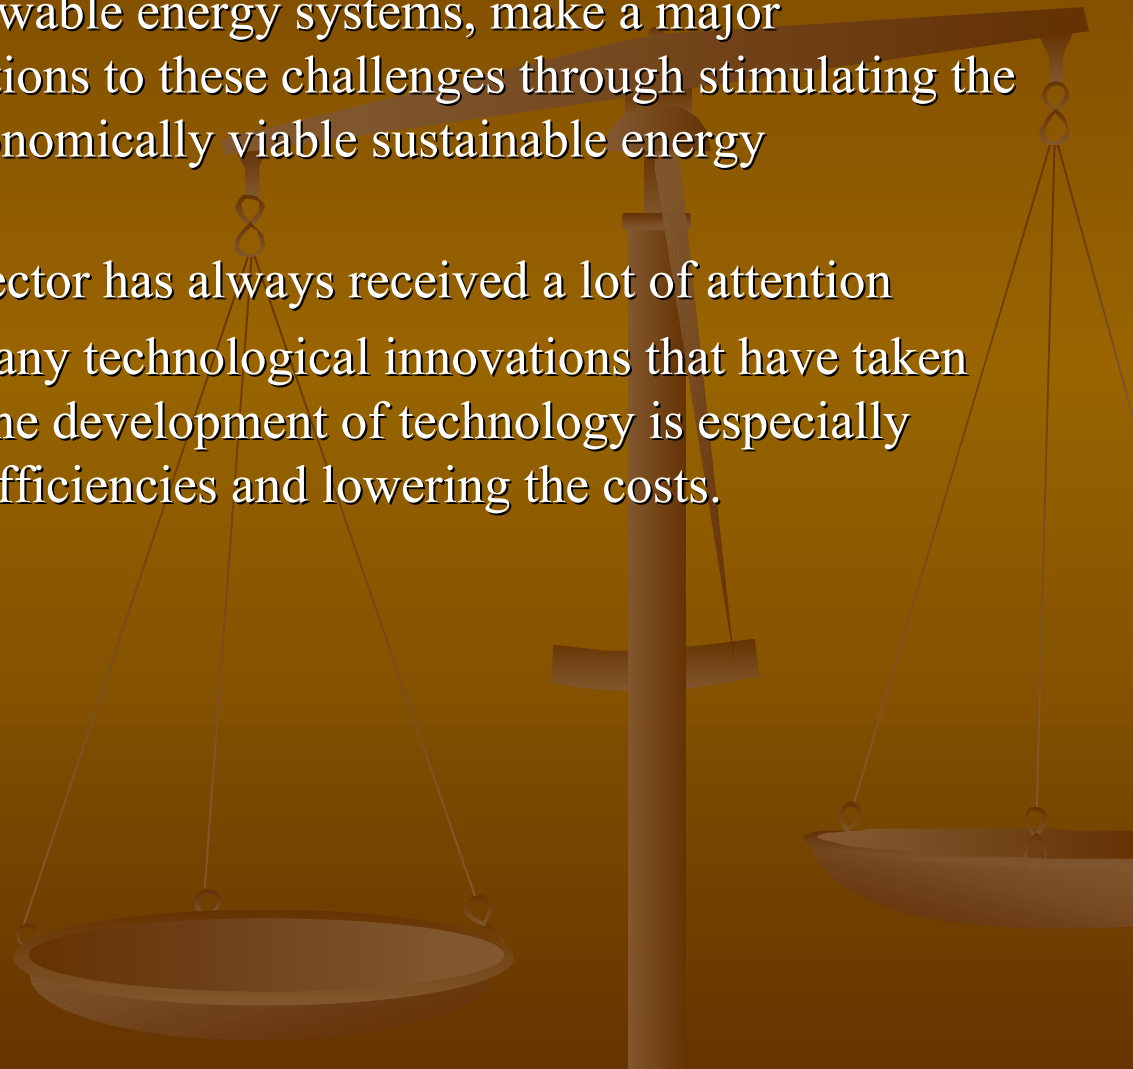 wable energy systems, make a major
tions to these challenges through stimulating the
onomically viable sustainable energy
ector has always received a lot of attention
any technological innovations that have taken
he development of technology is especially
fficiencies and lowering the costs.